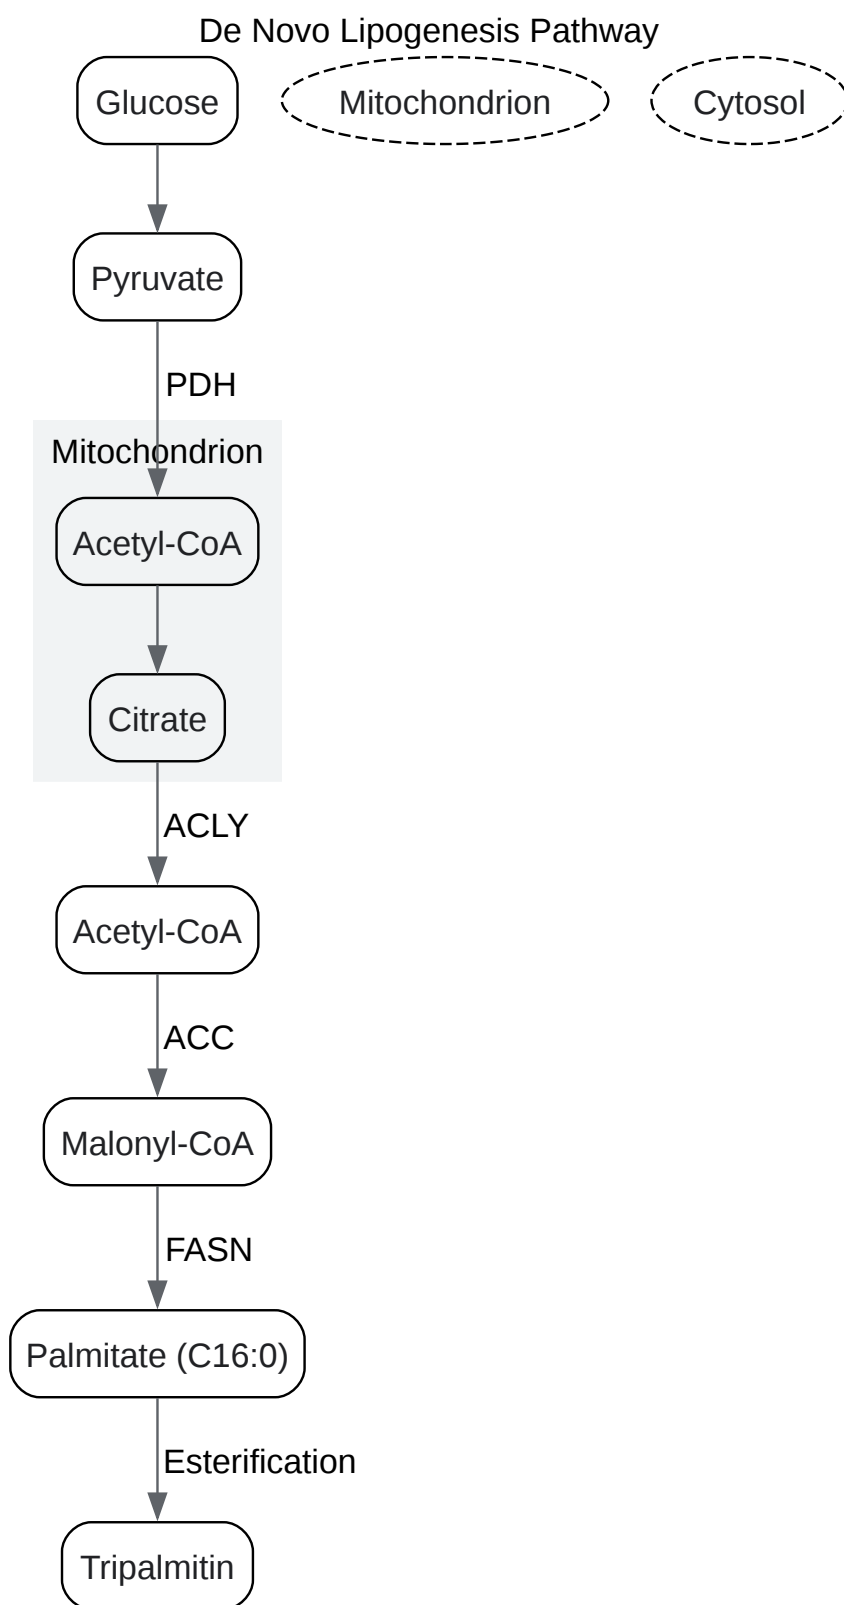 De Novo Lipogenesis Pathway
Glucose
Mitochondrion
Cytosol
Pyruvate
PDH
Mitochondrion
Acetyl-CoA
Citrate
ACLY
Acetyl-CoA
ACC
Malonyl-CoA
FASN
Palmitate (C16:0)
Esterification
Tripalmitin